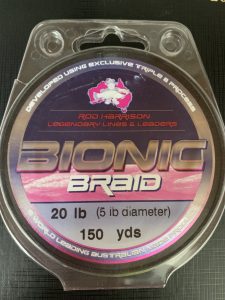 DEVELOPED USING EXCLUSIVE TRIPLE 8 PROCESS
ROD HARRISON
LEGENDARY LINES & LEADERS
BIONIC
BRAID
20 lb (5 lb diameter)
150 yds
WORLD LEADING AUSTRALIAN